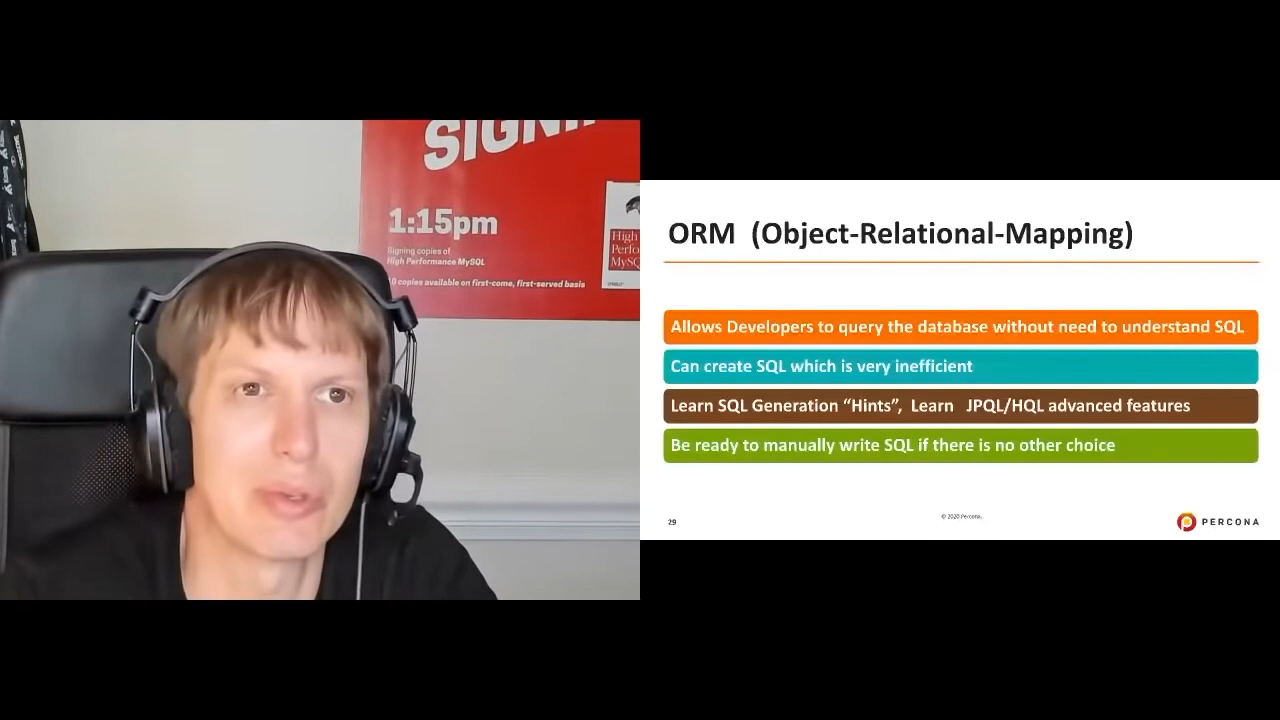 SIGNI
1:15pm
Signing copies of
High Performance MySQL
0 copies available on first-come, first-served basis
High
Perfo
MySQ
ORM (Object-Relational-Mapping)
Allows Developers to query the database without need to understand SQL
Can create SQL which is very inefficient
Learn SQL Generation “Hints”, Learn JPQL/HQL advanced features
Be ready to manually write SQL if there is no other choice
29
© 2020 Percona.
PERCONA